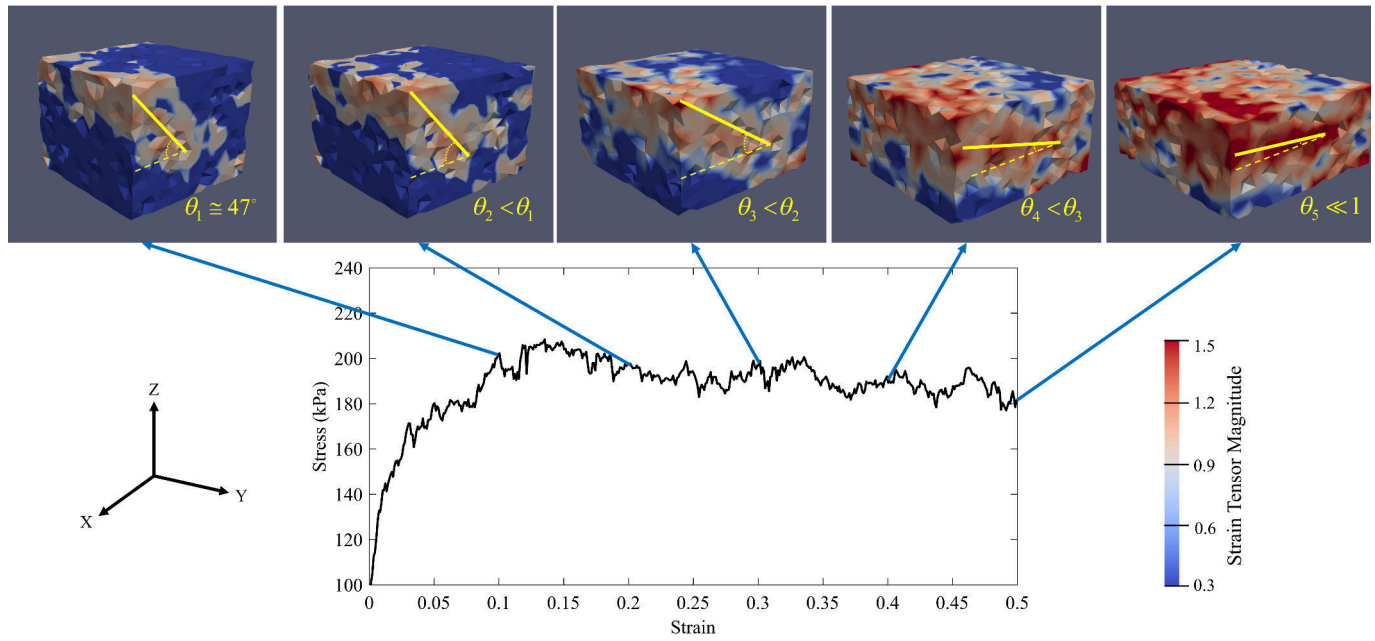 θ₁ ≅ 47°
θ₂ < θ₁
θ₃ < θ₂
θ₄ < θ₃
θ₅ ≪ 1
240
220
200
180
160
140
120
100
Stress (kPa)
0 0.05 0.1 0.15 0.2 0.25 0.3 0.35 0.4 0.45 0.5
Strain
Z
Y
X
1.5
1.2
0.9
0.6
0.3
Strain Tensor Magnitude